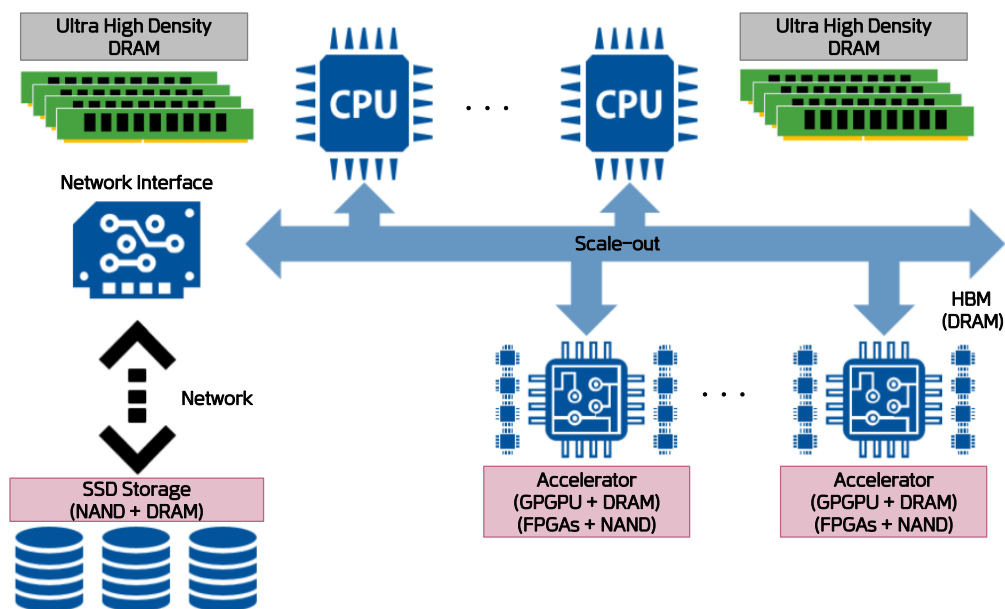 Ultra High Density
DRAM
CPU
. . .
CPU
Ultra High Density
DRAM
Network Interface
Scale-out
HBM
(DRAM)
Network
. . .
SSD Storage
(NAND + DRAM)
Accelerator
(GPGPU + DRAM)
(FPGAs + NAND)
Accelerator
(GPGPU + DRAM)
(FPGAs + NAND)